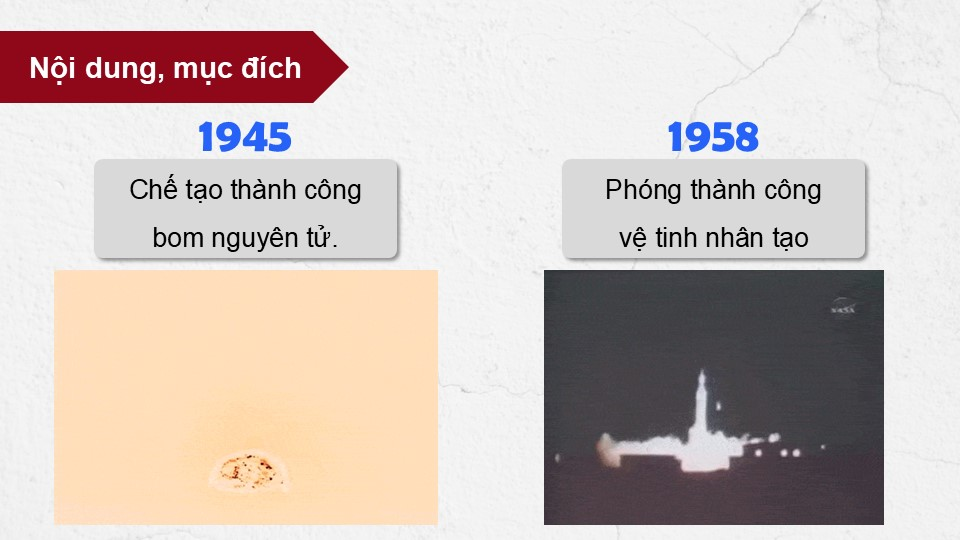 Nội dung, mục đích
1945
1958
Chế tạo thành công
bom nguyên tử.
Phóng thành công
vệ tinh nhân tạo
NASA